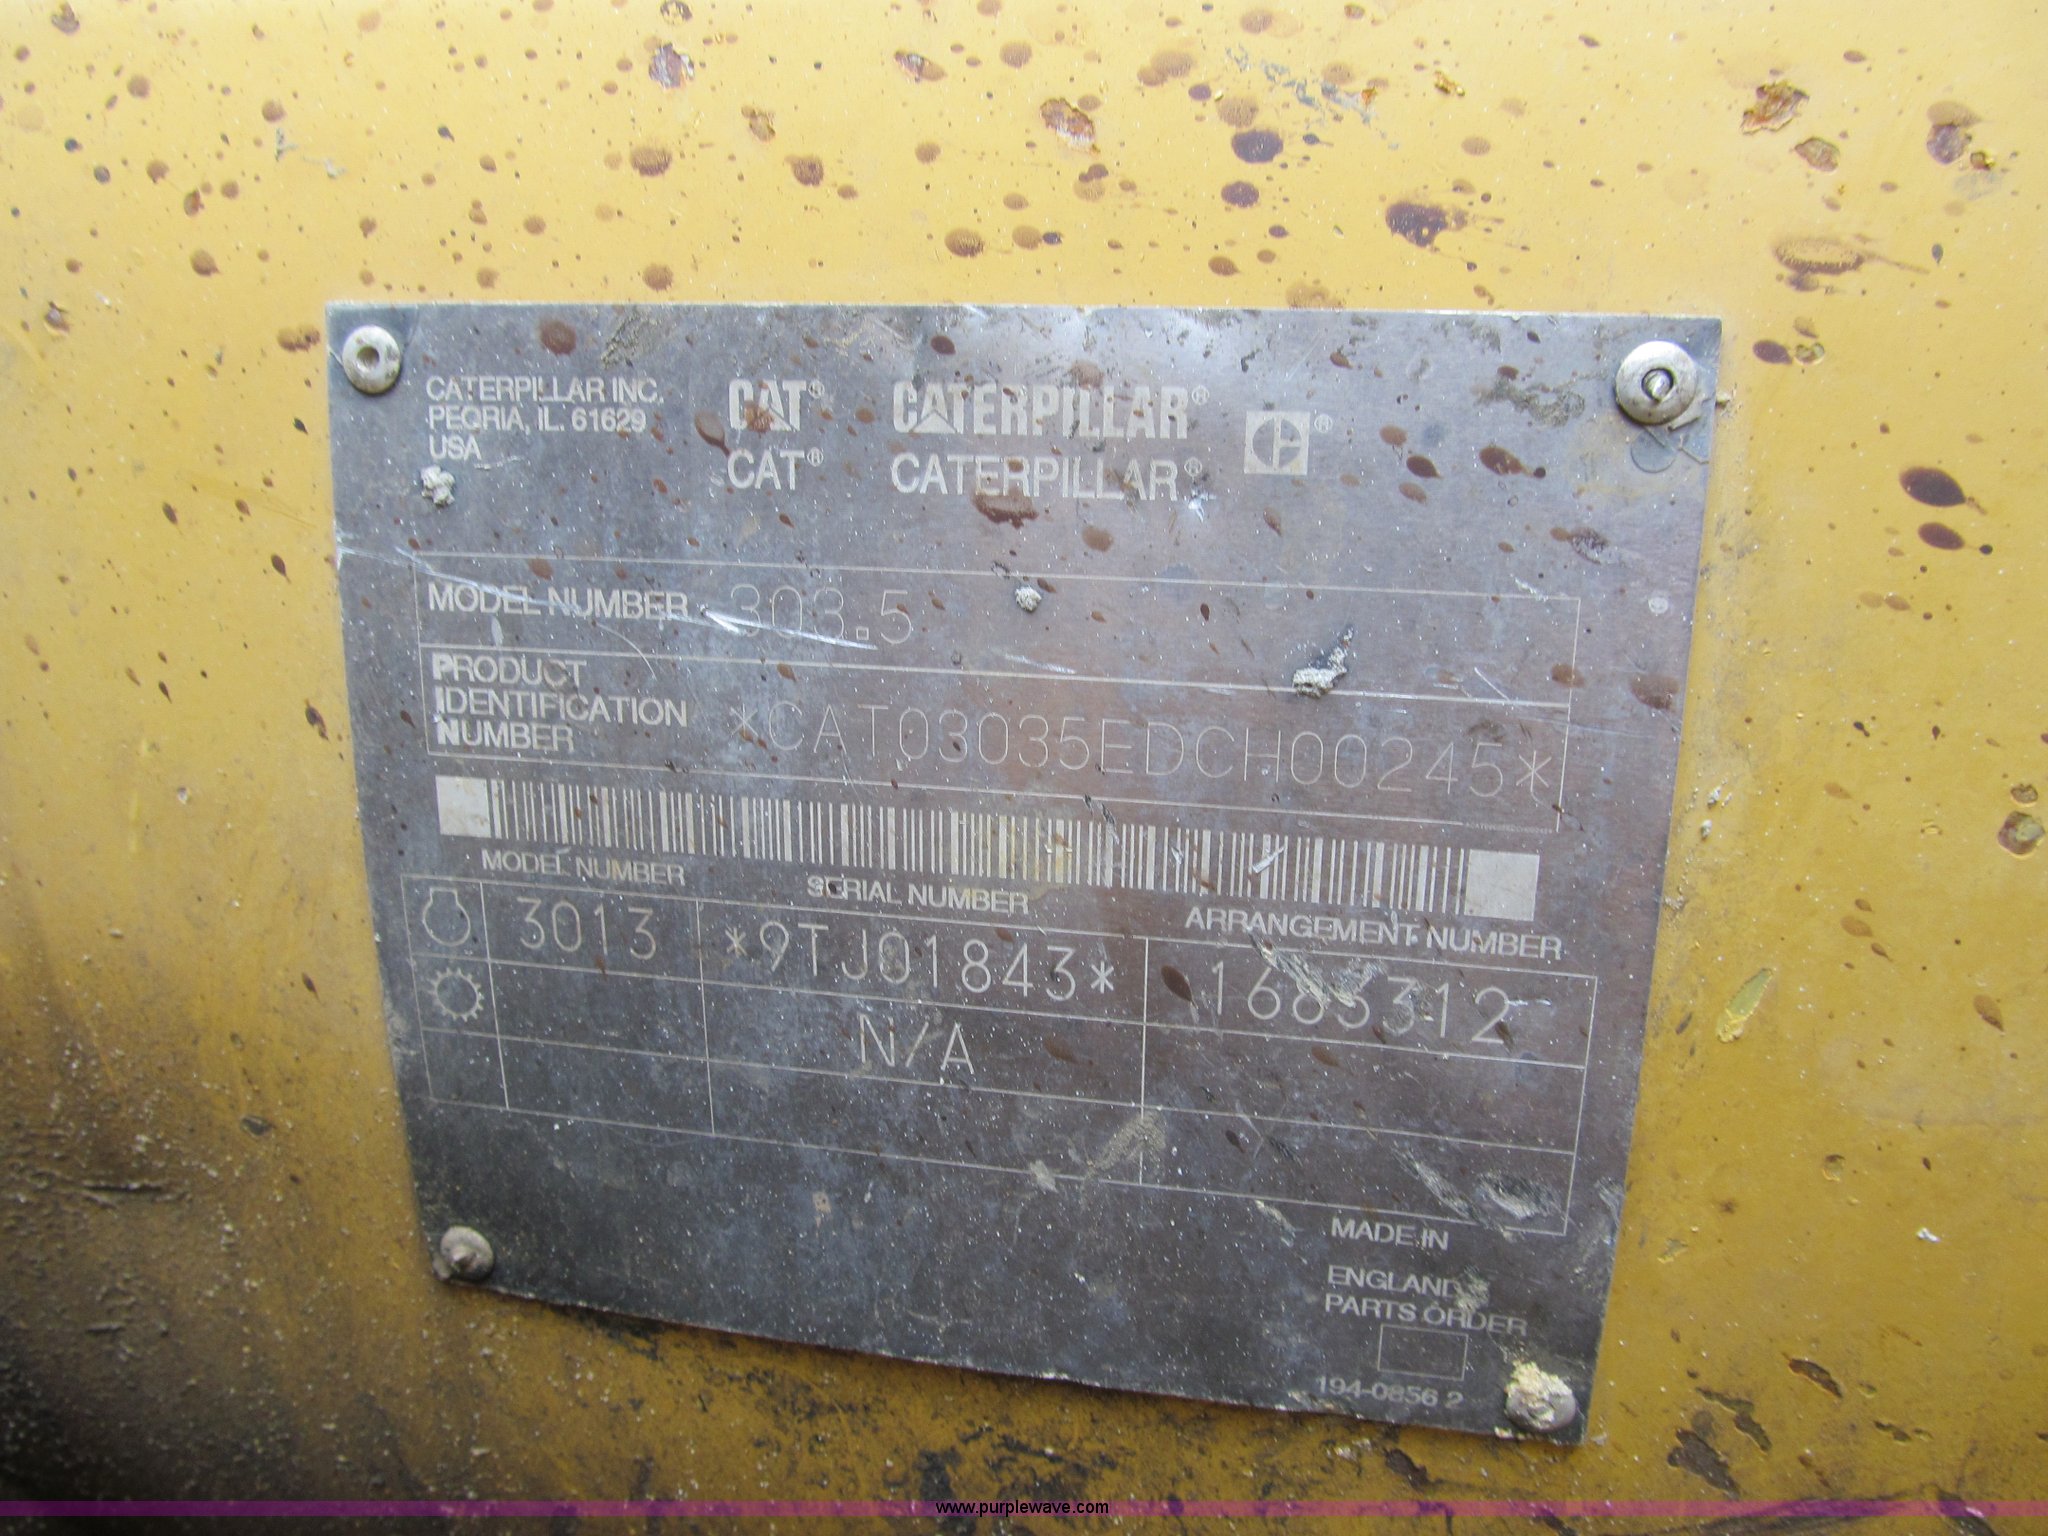 CATERPILLAR INC.
PEORIA, IL. 61629
USA
CAT® CATERPILLAR® ®
CAT® CATERPILLAR®
MODEL NUMBER 303.5
PRODUCT
IDENTIFICATION
NUMBER *CAT03035EDCH00245*
MODEL NUMBER SERIAL NUMBER ARRANGEMENT NUMBER
3013 *9TJ01843* 1683312
N/A
MADE IN
ENGLAND
PARTS ORDER
194-0856 2
www.purplewave.com